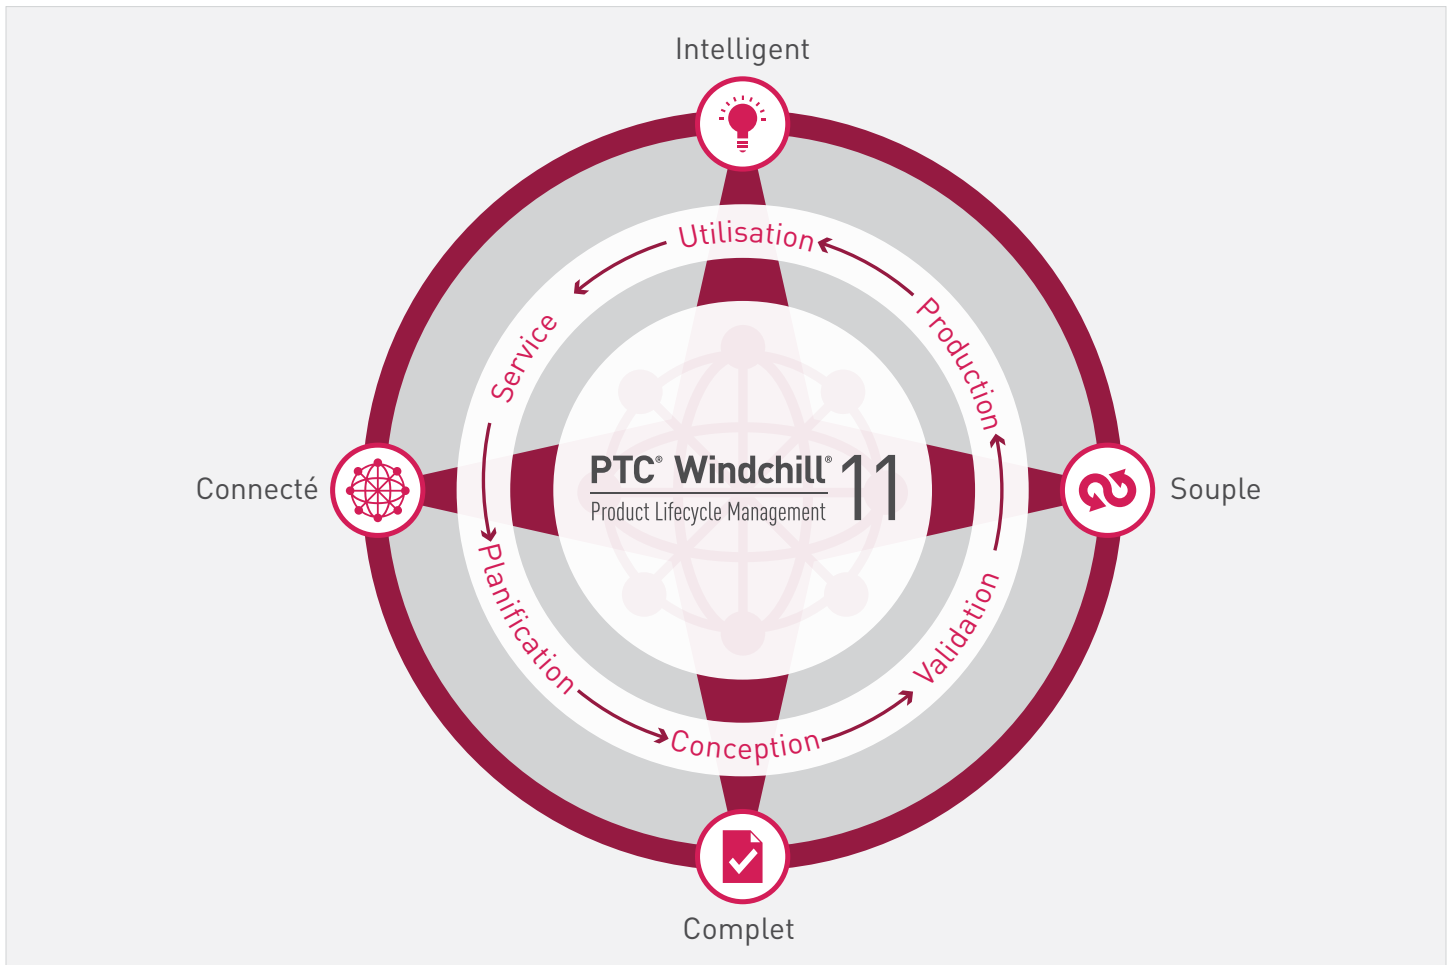 Intelligent
Utilisation
Service
Production
Connecté
PTC® Windchill® 11
Product Lifecycle Management
Souple
Planification
Validation
Conception
Complet